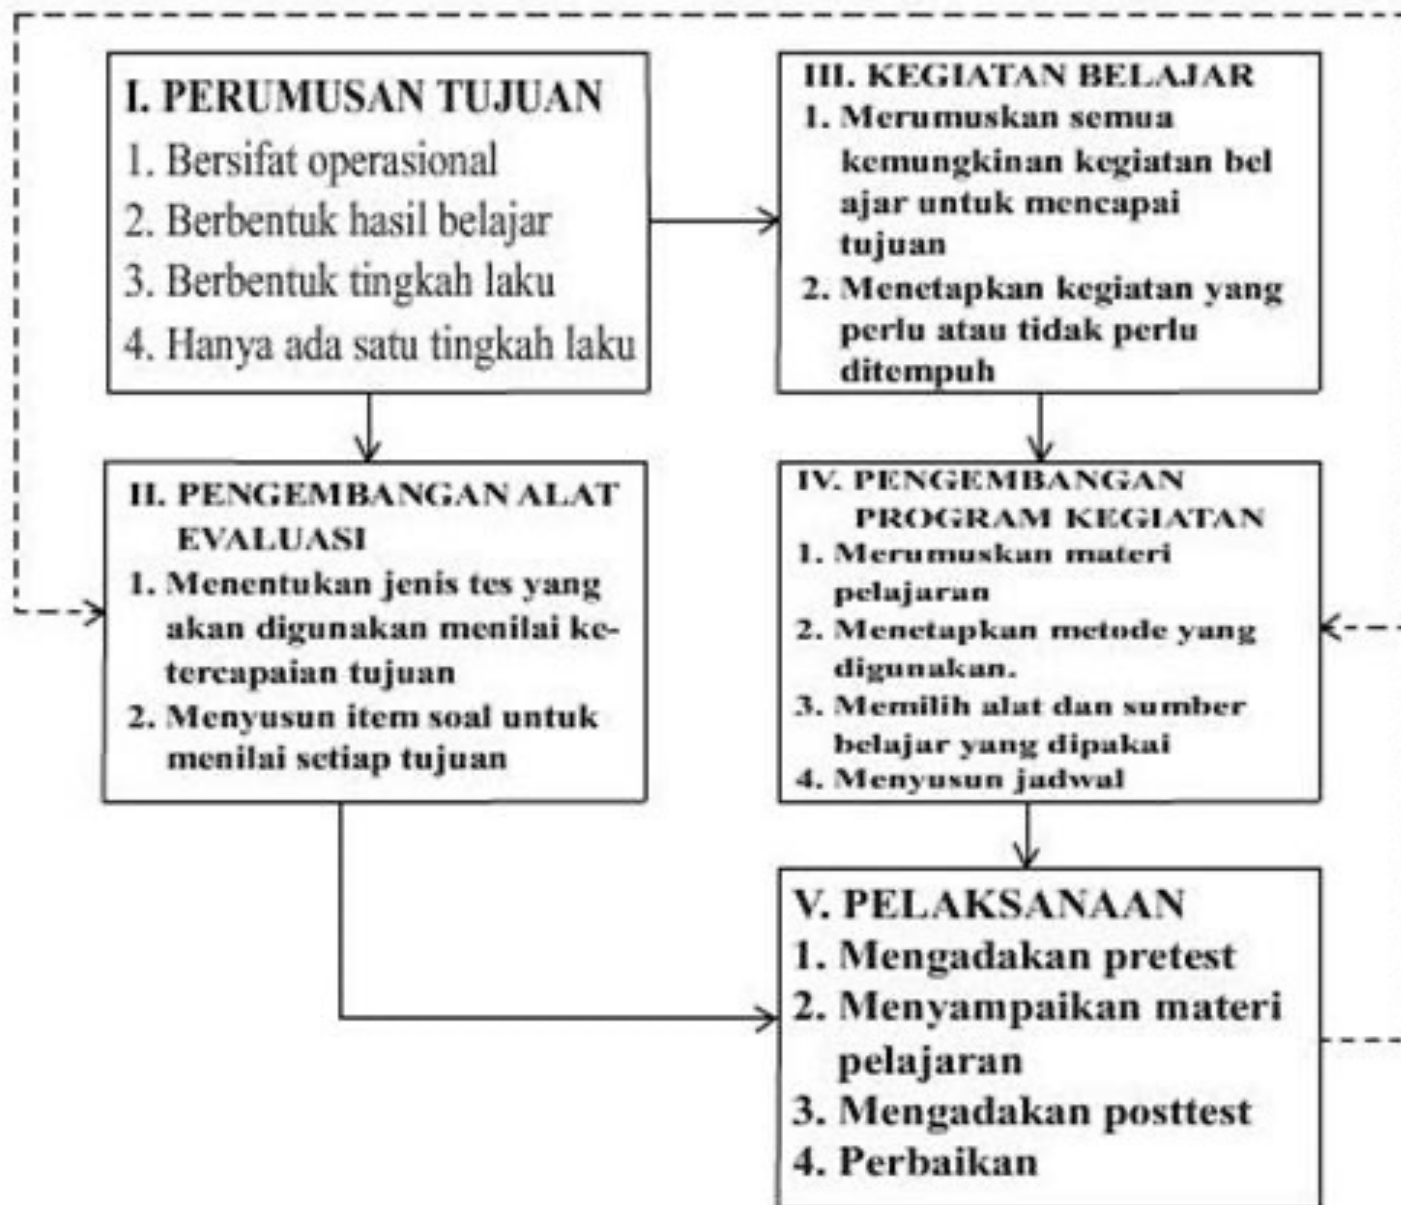 I. PERUMUSAN TUJUAN
1. Bersifat operasional
2. Berbentuk hasil belajar
3. Berbentuk tingkah laku
4. Hanya ada satu tingkah laku
II. PENGEMBANGAN ALAT
EVALUASI
1. Menentukan jenis tes yang
akan digunakan menilai ke-
tercapaian tujuan
2. Menyusun item soal untuk
menilai setiap tujuan
III. KEGIATAN BELAJAR
1. Merumuskan semua
kemungkinan kegiatan bel
ajar untuk mencapai
tujuan
2. Menetapkan kegiatan yang
perlu atau tidak perlu
ditempuh
IV. PENGEMBANGAN
PROGRAM KEGIATAN
1. Merumuskan materi
pelajaran
2. Menetapkan metode yang
digunakan.
3. Memilih alat dan sumber
belajar yang dipakai
4. Menyusun jadwal
V. PELAKSANAAN
1. Mengadakan pretest
2. Menyampaikan materi
pelajaran
3. Mengadakan posttest
4. Perbaikan